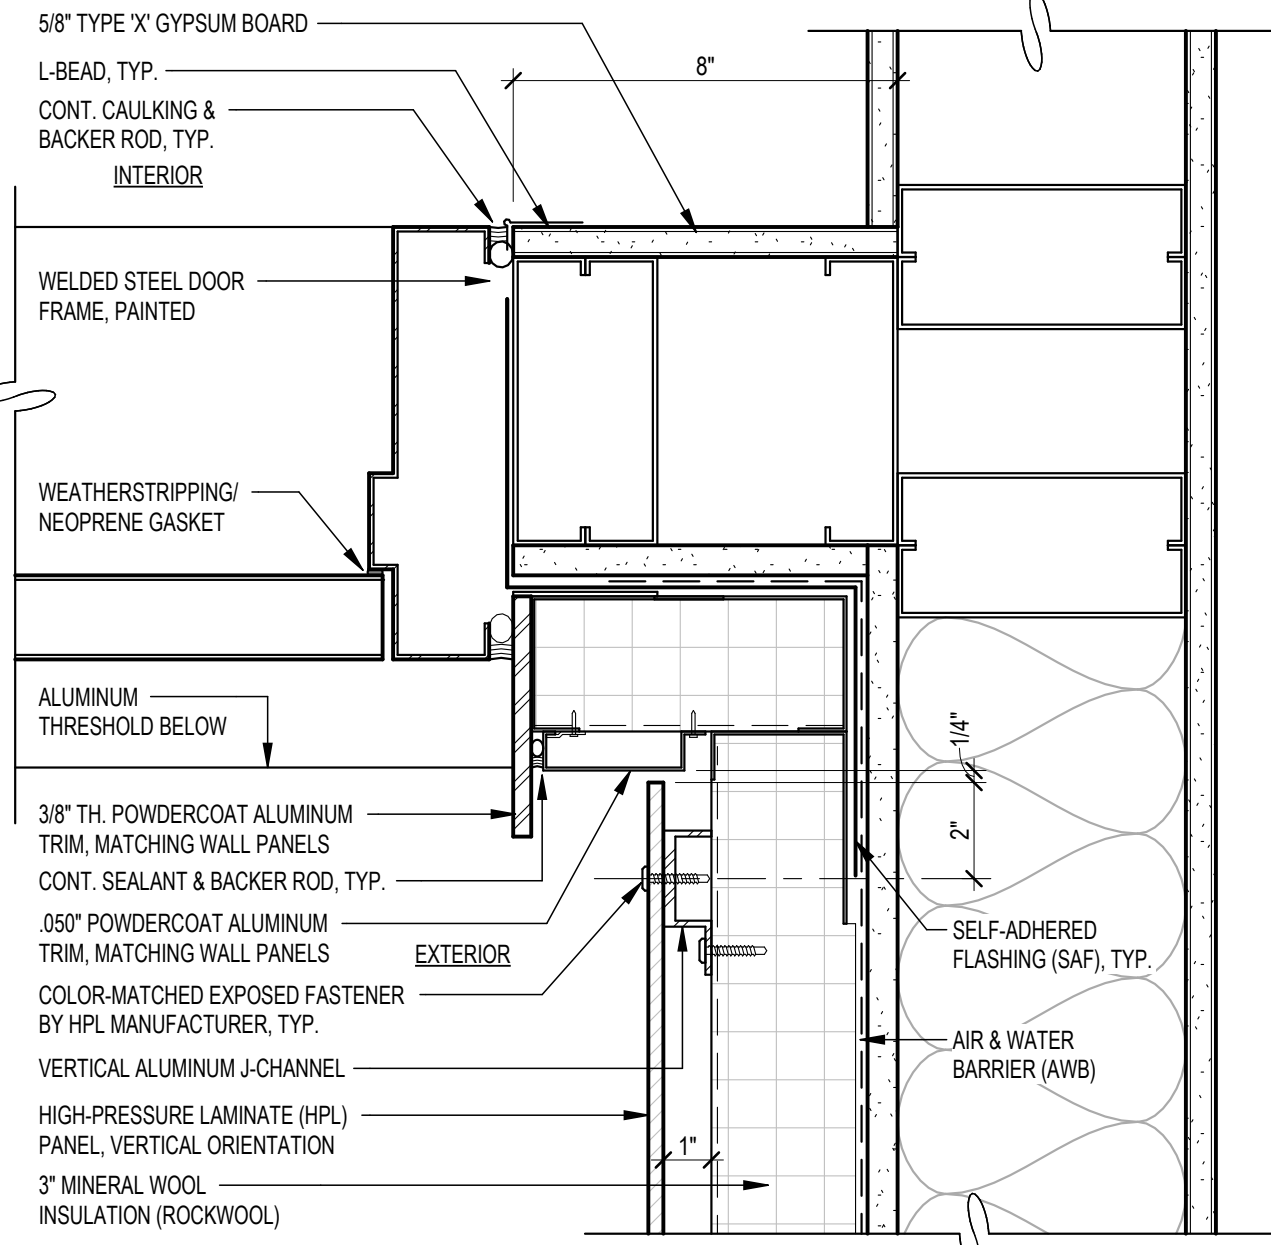 5/8" TYPE 'X' GYPSUM BOARD
L-BEAD, TYP.
CONT. CAULKING &
BACKER ROD, TYP.
INTERIOR
8"
WELDED STEEL DOOR
FRAME, PAINTED
WEATHERSTRIPPING/
NEOPRENE GASKET
ALUMINUM
THRESHOLD BELOW
3/8" TH. POWDERCOAT ALUMINUM
TRIM, MATCHING WALL PANELS
CONT. SEALANT & BACKER ROD, TYP.
.050" POWDERCOAT ALUMINUM
TRIM, MATCHING WALL PANELS
EXTERIOR
COLOR-MATCHED EXPOSED FASTENER
BY HPL MANUFACTURER, TYP.
VERTICAL ALUMINUM J-CHANNEL
HIGH-PRESSURE LAMINATE (HPL)
PANEL, VERTICAL ORIENTATION
3" MINERAL WOOL
INSULATION (ROCKWOOL)
1"
1/4"
2"
SELF-ADHERED
FLASHING (SAF), TYP.
AIR & WATER
BARRIER (AWB)